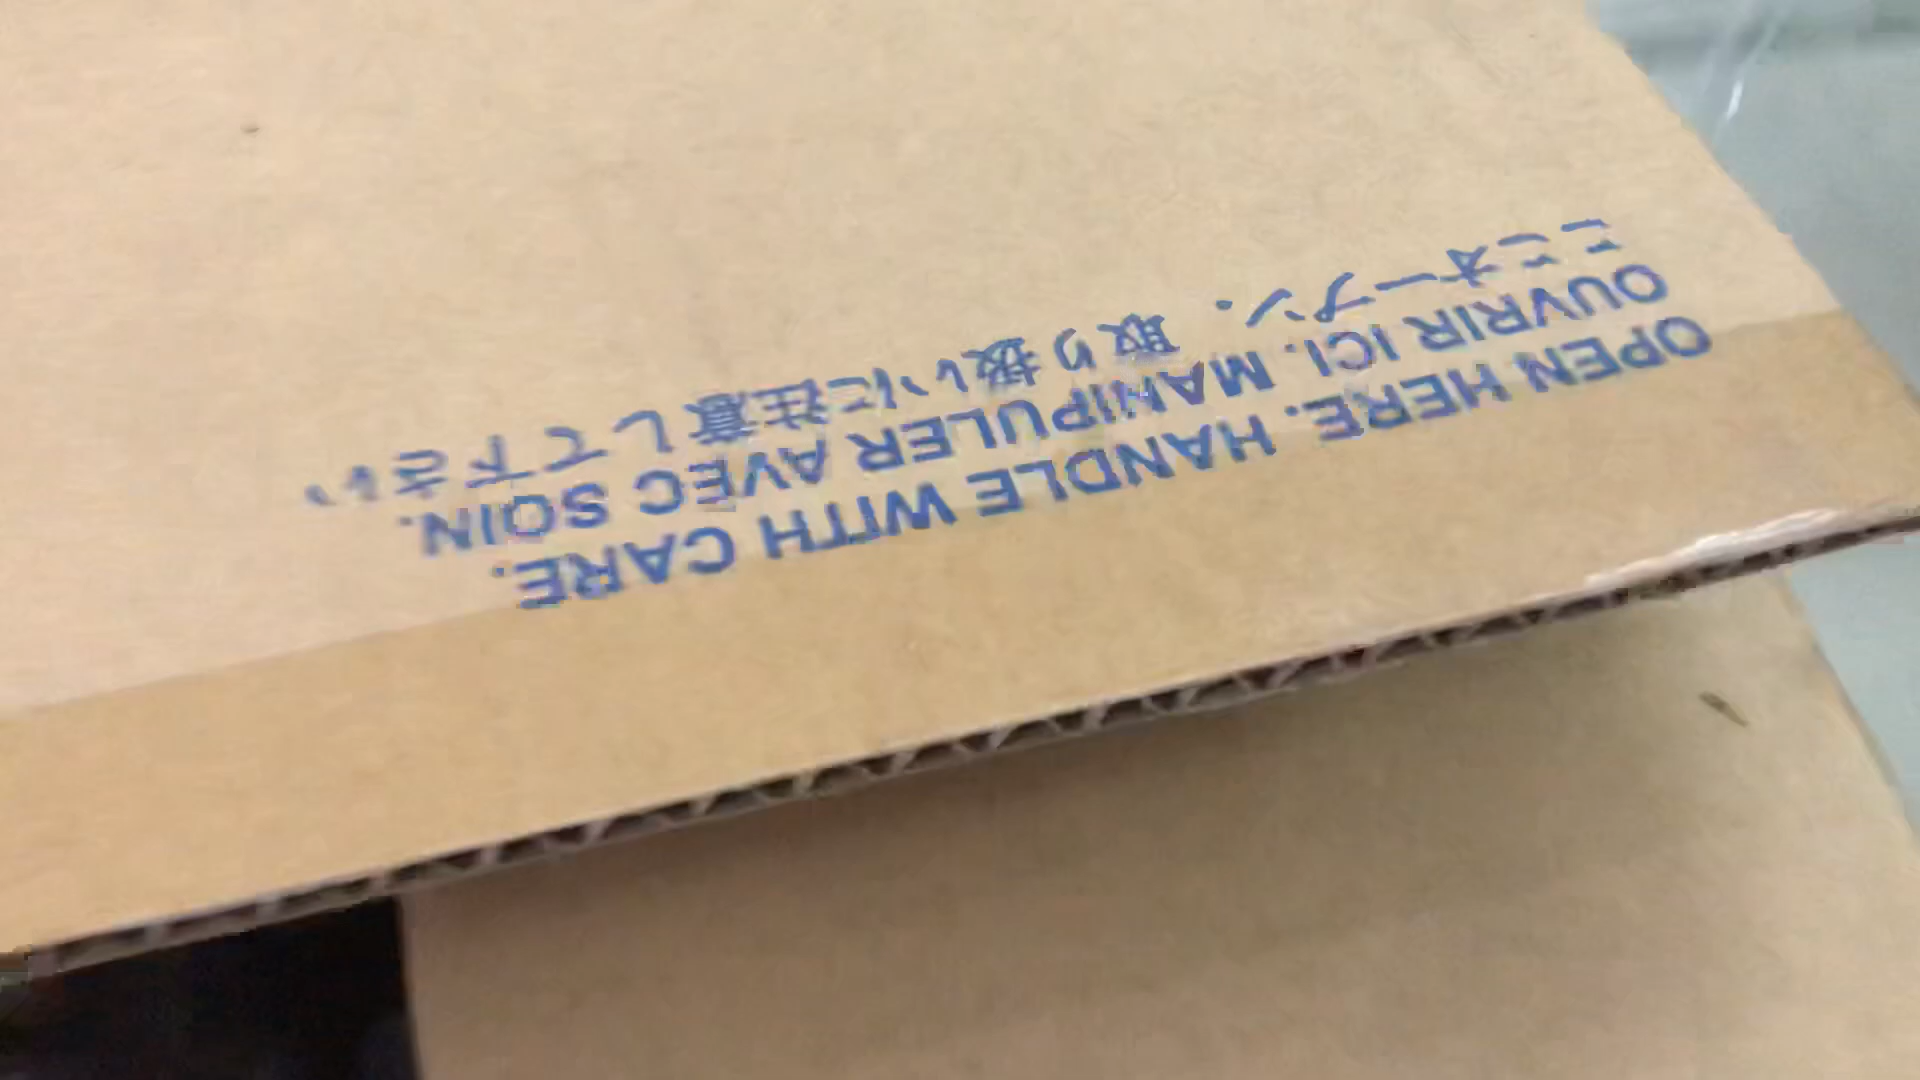 OPEN HERE. HANDLE WITH CARE.
OUVRIR ICI. MANIPULER AVEC SOIN.
ここオープン. 取り扱いに注意して下さい、